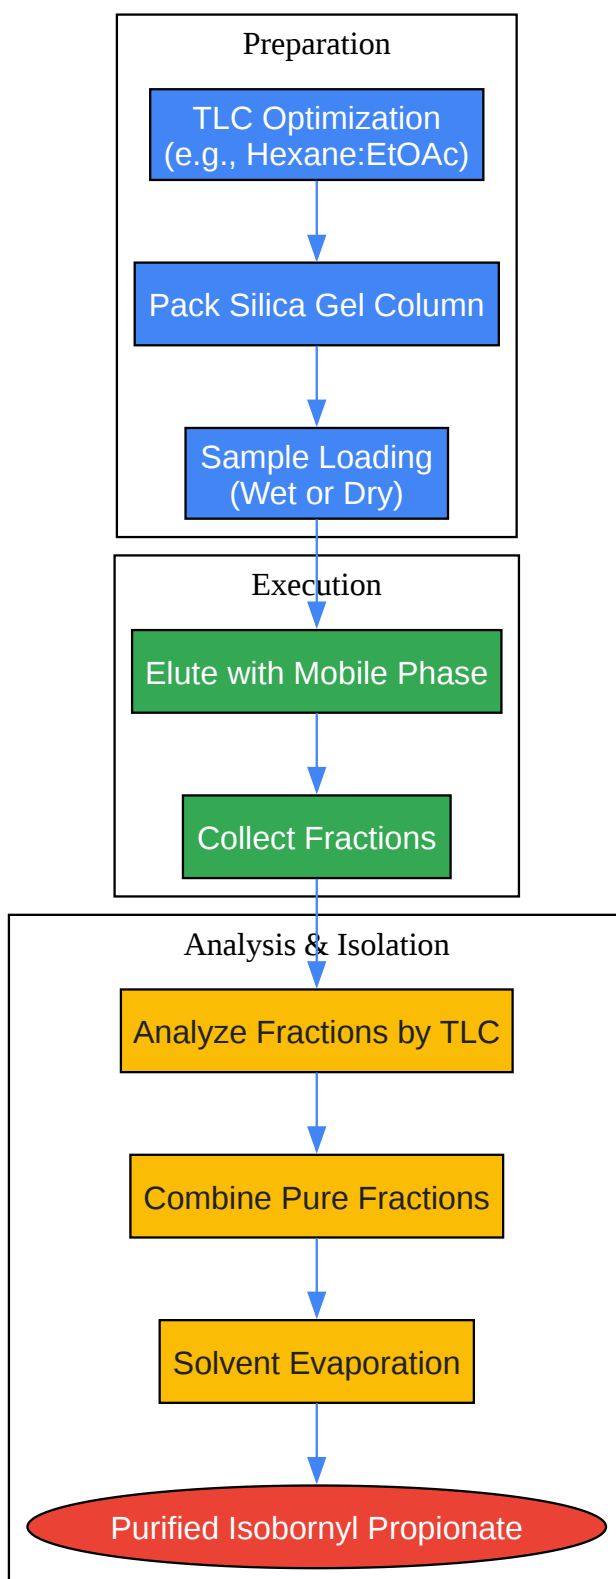 Preparation
TLC Optimization
(e.g., Hexane:EtOAc)
Pack Silica Gel Column
Sample Loading
(Wet or Dry)
Execution
Elute with Mobile Phase
Collect Fractions
Analysis & Isolation
Analyze Fractions by TLC
Combine Pure Fractions
Solvent Evaporation
Purified Isobornyl Propionate